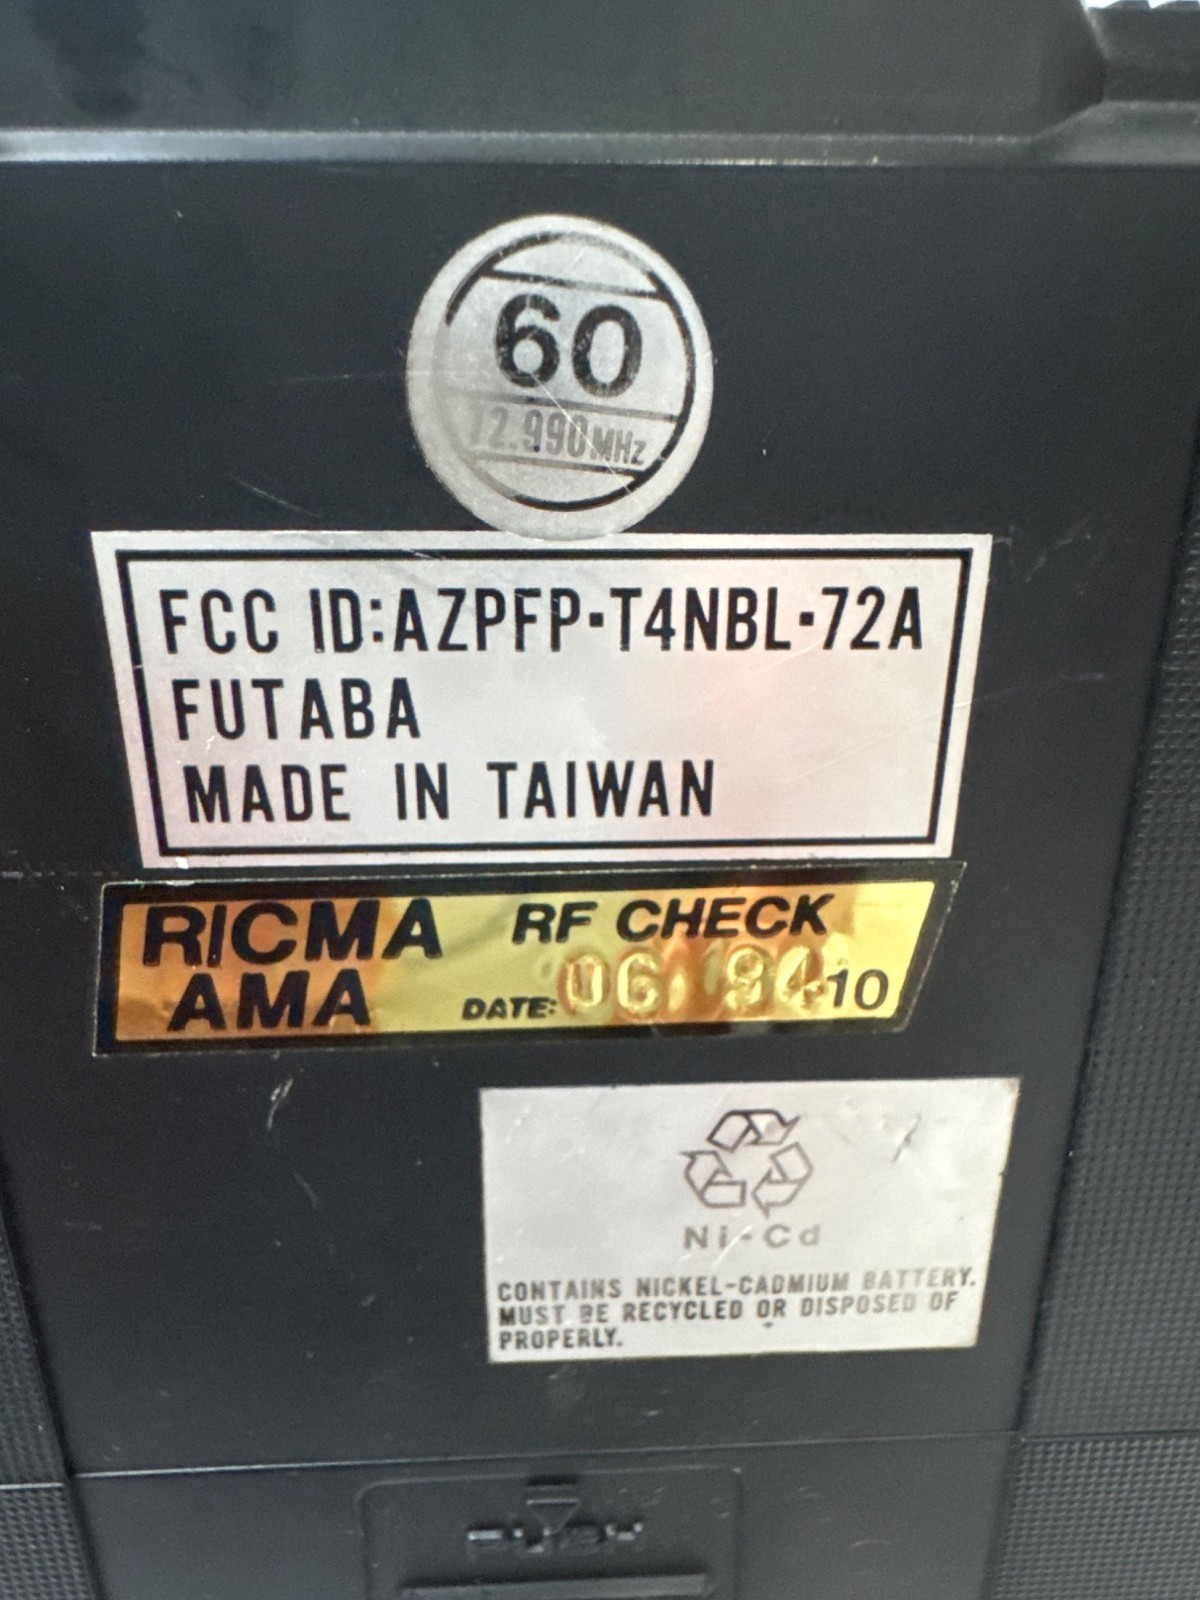 60
72.990MHz
FCC ID:AZPFP·T4NBL·72A
FUTABA
MADE IN TAIWAN
RICMA RF CHECK
AMA DATE: 06 94 10
Ni-Cd
CONTAINS NICKEL-CADMIUM BATTERY.
MUST BE RECYCLED OR DISPOSED OF
PROPERLY.
PUSH